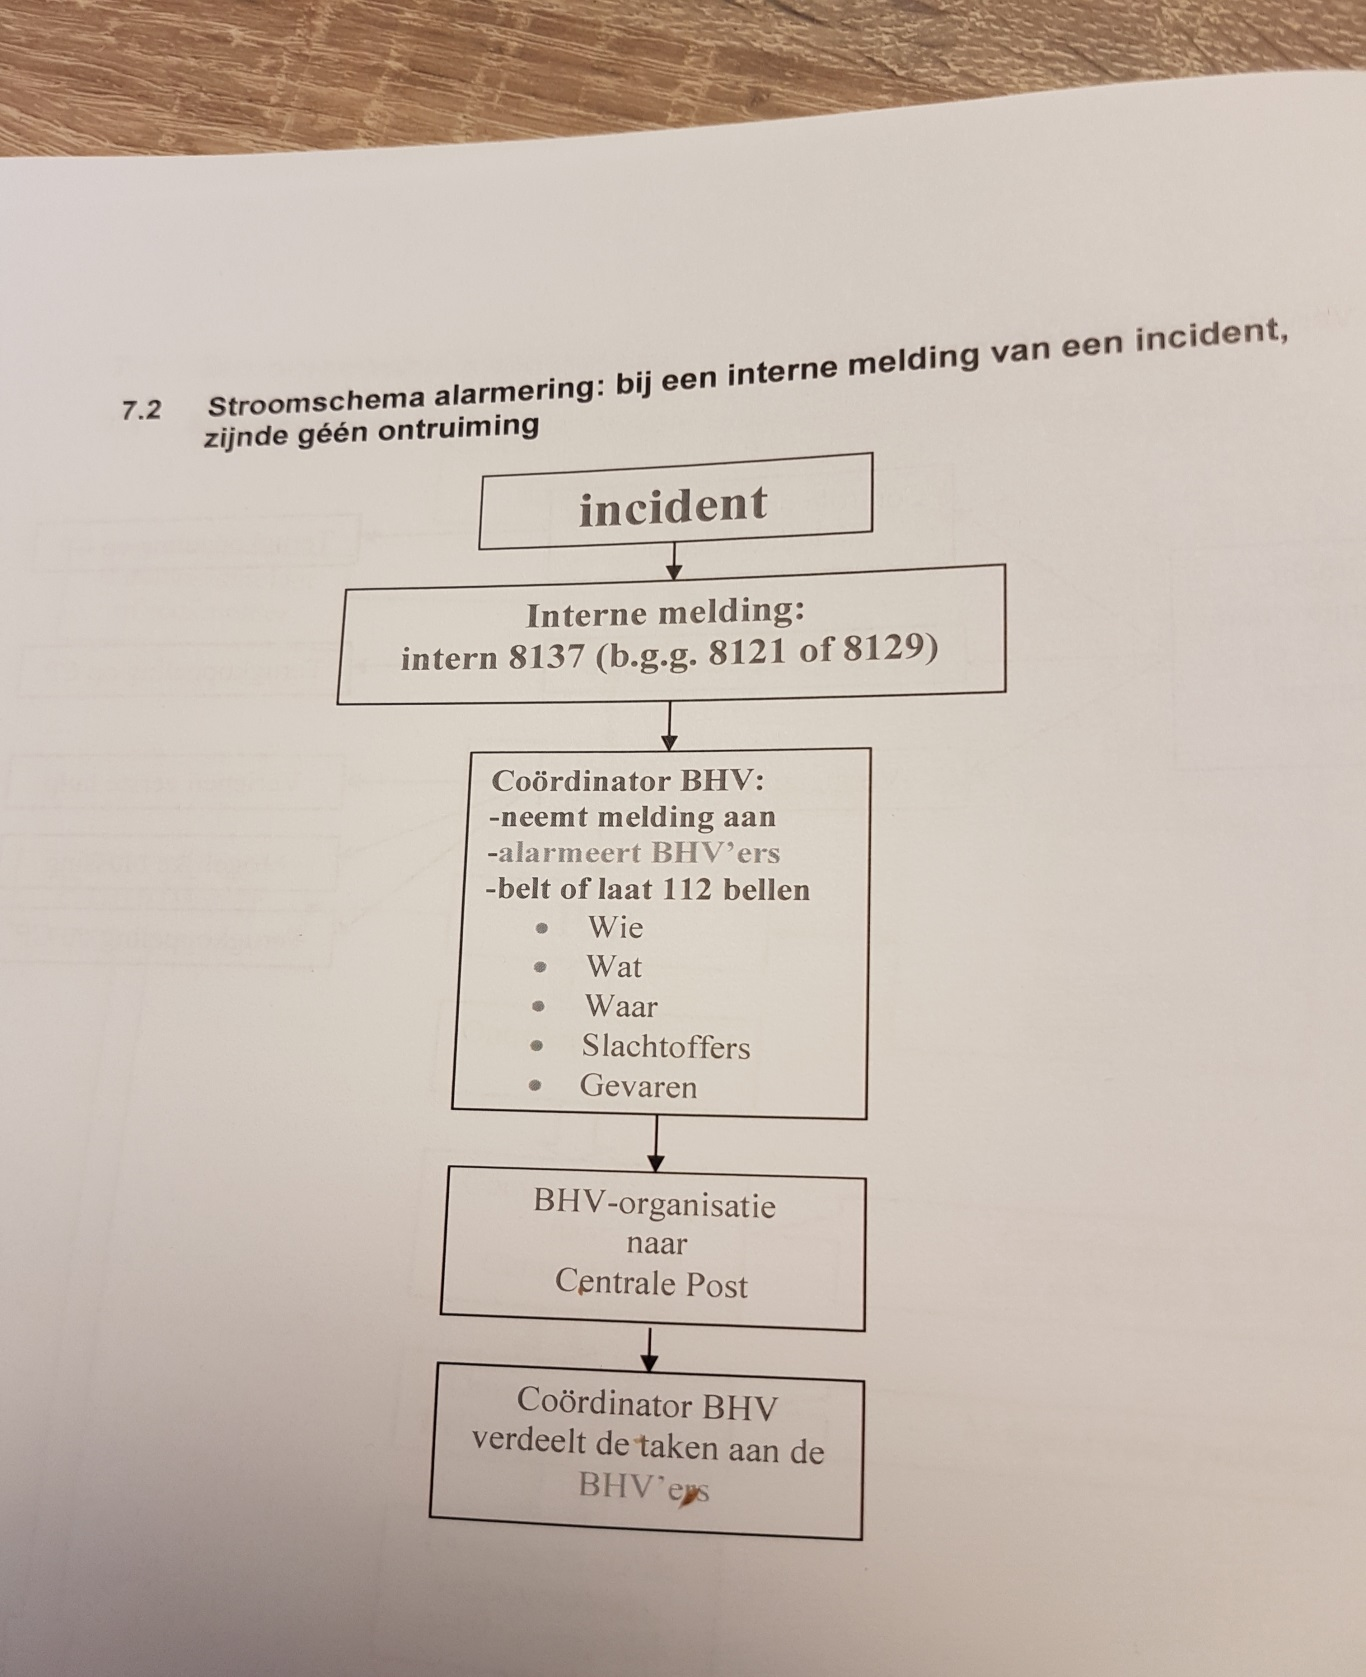 7.2 Stroomschema alarmering: bij een interne melding van een incident,
zijnde géén ontruiming
incident
Interne melding:
intern 8137 (b.g.g. 8121 of 8129)
Coördinator BHV:
-neemt melding aan
-alarmeert BHV’ers
-belt of laat 112 bellen
• Wie
• Wat
• Waar
• Slachtoffers
• Gevaren
BHV-organisatie
naar
Centrale Post
Coördinator BHV
verdeelt de taken aan de
BHV’ers